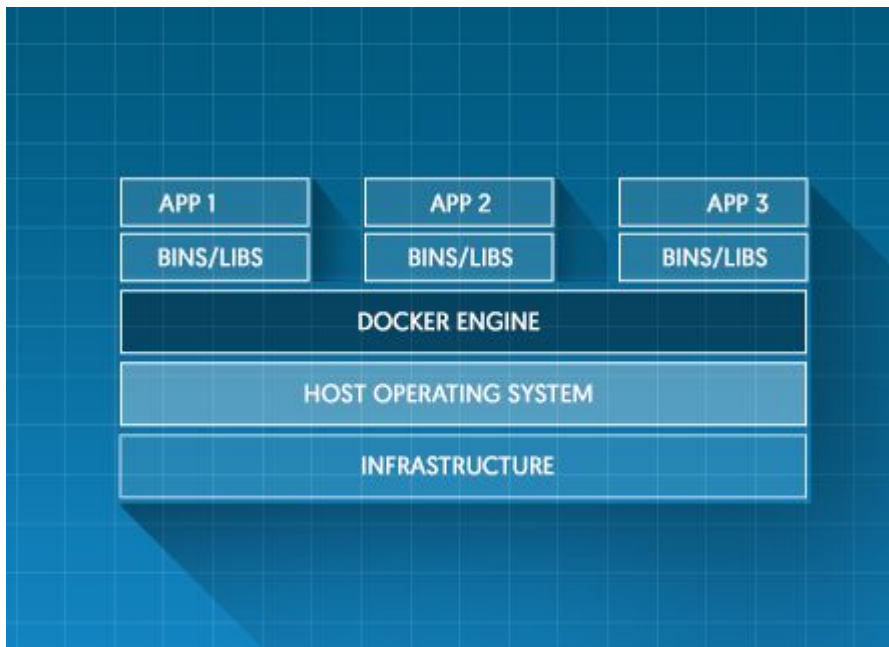 APP 1 APP 2 APP 3
BINS/LIBS BINS/LIBS BINS/LIBS
DOCKER ENGINE
HOST OPERATING SYSTEM
INFRASTRUCTURE